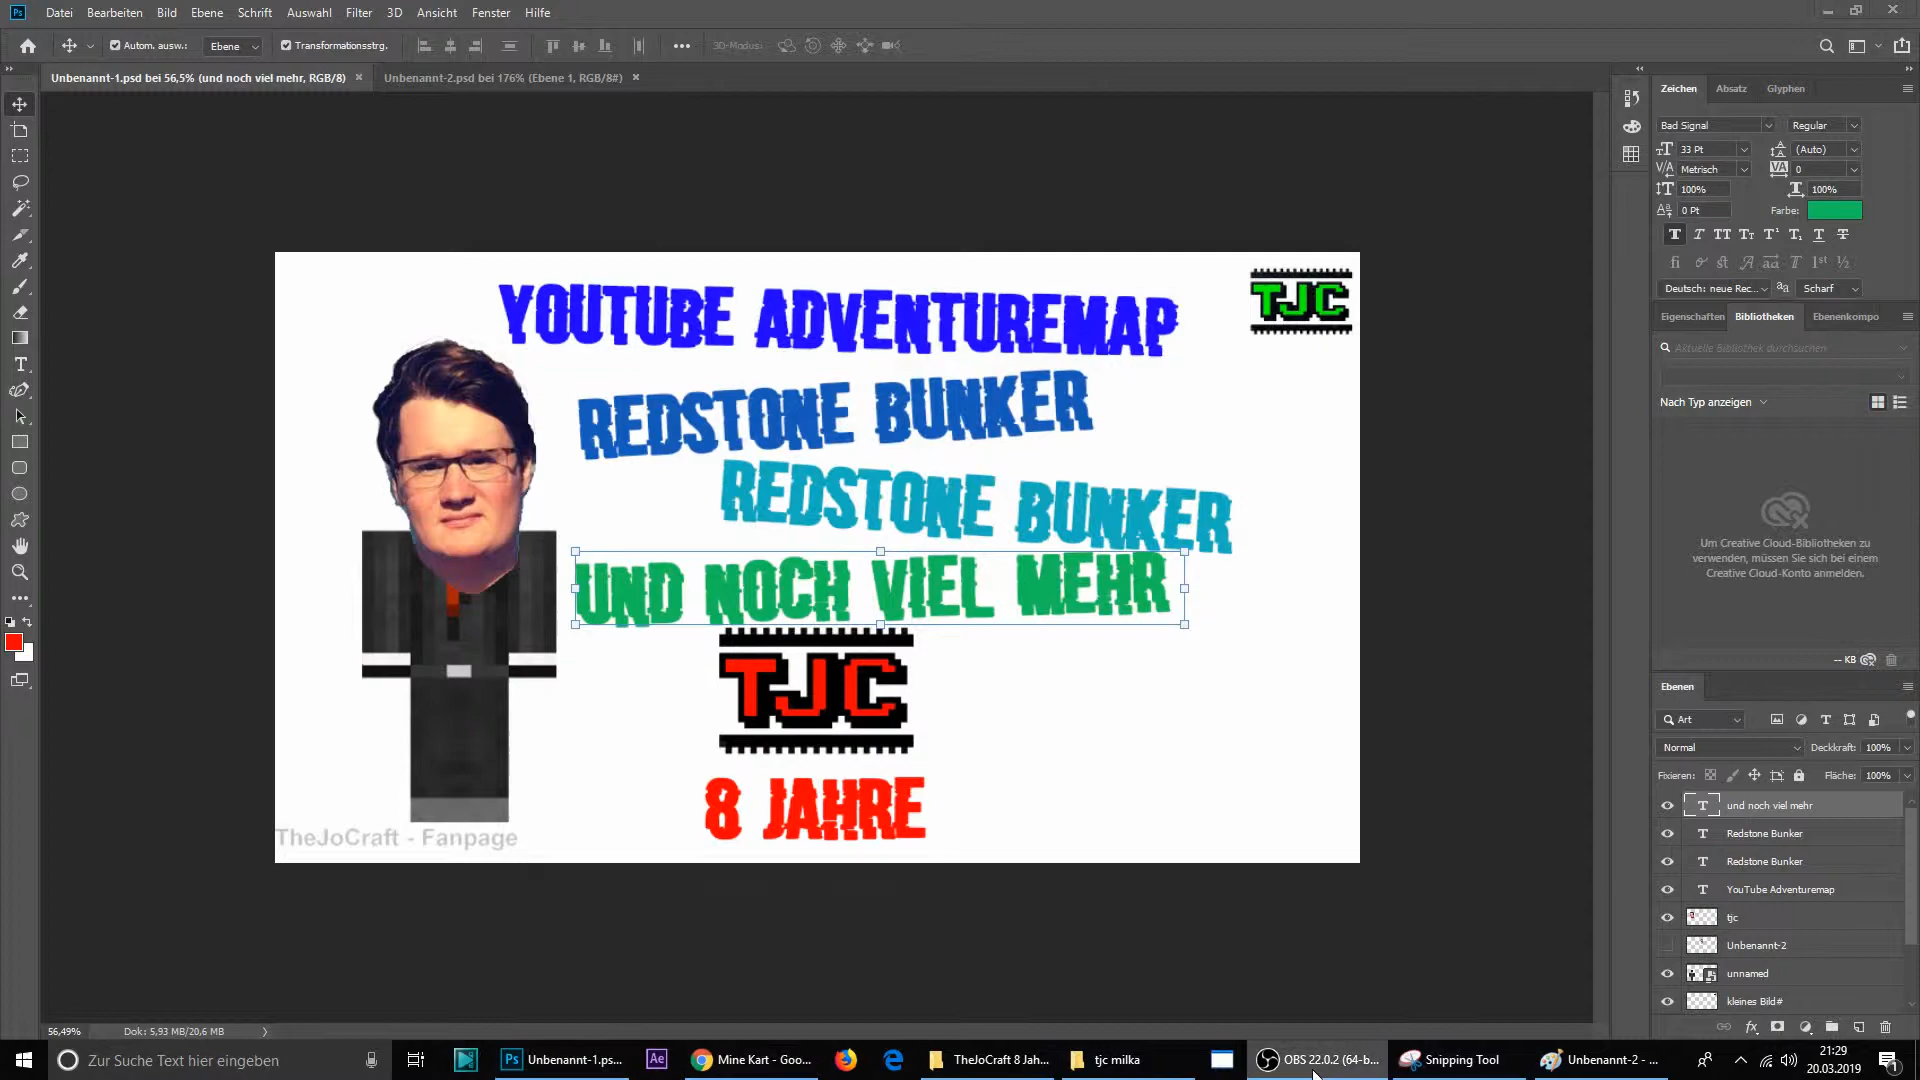 Datei Bearbeiten Bild Ebene Schrift Auswahl Filter 3D Ansicht Fenster Hilfe
Autom. ausw.: Ebene Transformationsstrg. 3D-Modus:
Unbenannt-1.psd bei 56,5% (und noch viel mehr, RGB/8) Unbenannt-2.psd bei 176% (Ebene 1, RGB/8#)
Zeichen Absatz Glyphen
Bad Signal Regular
33 Pt (Auto)
Metrisch 0
100% 100%
0 Pt Farbe:
Deutsch: neue Rec... Scharf
Eigenschaften Bibliotheken Ebenenkompo
Aktuelle Bibliothek durchsuchen
Nach Typ anzeigen
Um Creative Cloud-Bibliotheken zu
verwenden, müssen Sie sich bei einem
Creative Cloud-Konto anmelden.
-- KB
YOUTUBE ADVENTUREMAP
TJC
REDSTONE BUNKER
REDSTONE BUNKER
UND NOCH VIEL MEHR
TJC
8 JAHRE
TheJoCraft - Fanpage
Ebenen
Art
Normal Deckkraft: 100%
Fixieren: Fläche: 100%
und noch viel mehr
Redstone Bunker
Redstone Bunker
YouTube Adventuremap
tjc
Unbenannt-2
unnamed
kleines Bild#
56,49% Dok: 5,93 MB/20,6 MB
Zur Suche Text hier eingeben
Unbenannt-1.ps...
Mine Kart - Goo...
TheJoCraft 8 Jah...
tjc milka
OBS 22.0.2 (64-b...
Snipping Tool
Unbenannt-2 - ...
21:29
20.03.2019